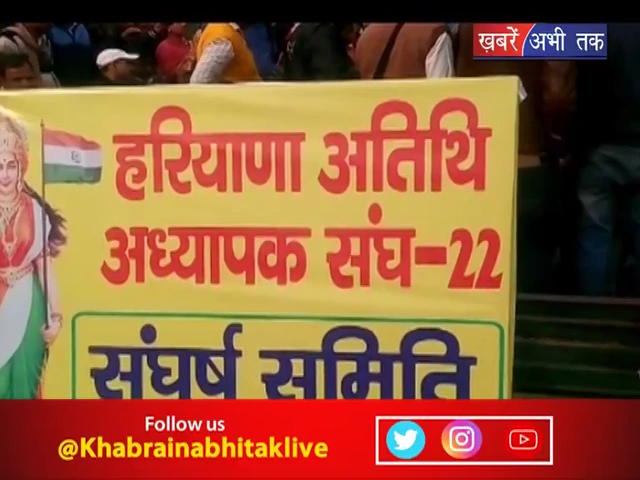 ख़बरें अभी तक
हरियाणा अतिथि
अध्यापक संघ-22
संघर्ष समिति
Follow us
@Khabrainabhitaklive